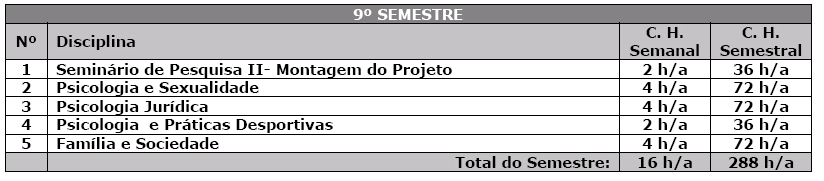 9º SEMESTRE
Nº Disciplina C. H. Semanal C. H. Semestral
1 Seminário de Pesquisa II- Montagem do Projeto 2 h/a 36 h/a
2 Psicologia e Sexualidade 4 h/a 72 h/a
3 Psicologia Jurídica 4 h/a 72 h/a
4 Psicologia e Práticas Desportivas 2 h/a 36 h/a
5 Família e Sociedade 4 h/a 72 h/a
Total do Semestre: 16 h/a 288 h/a